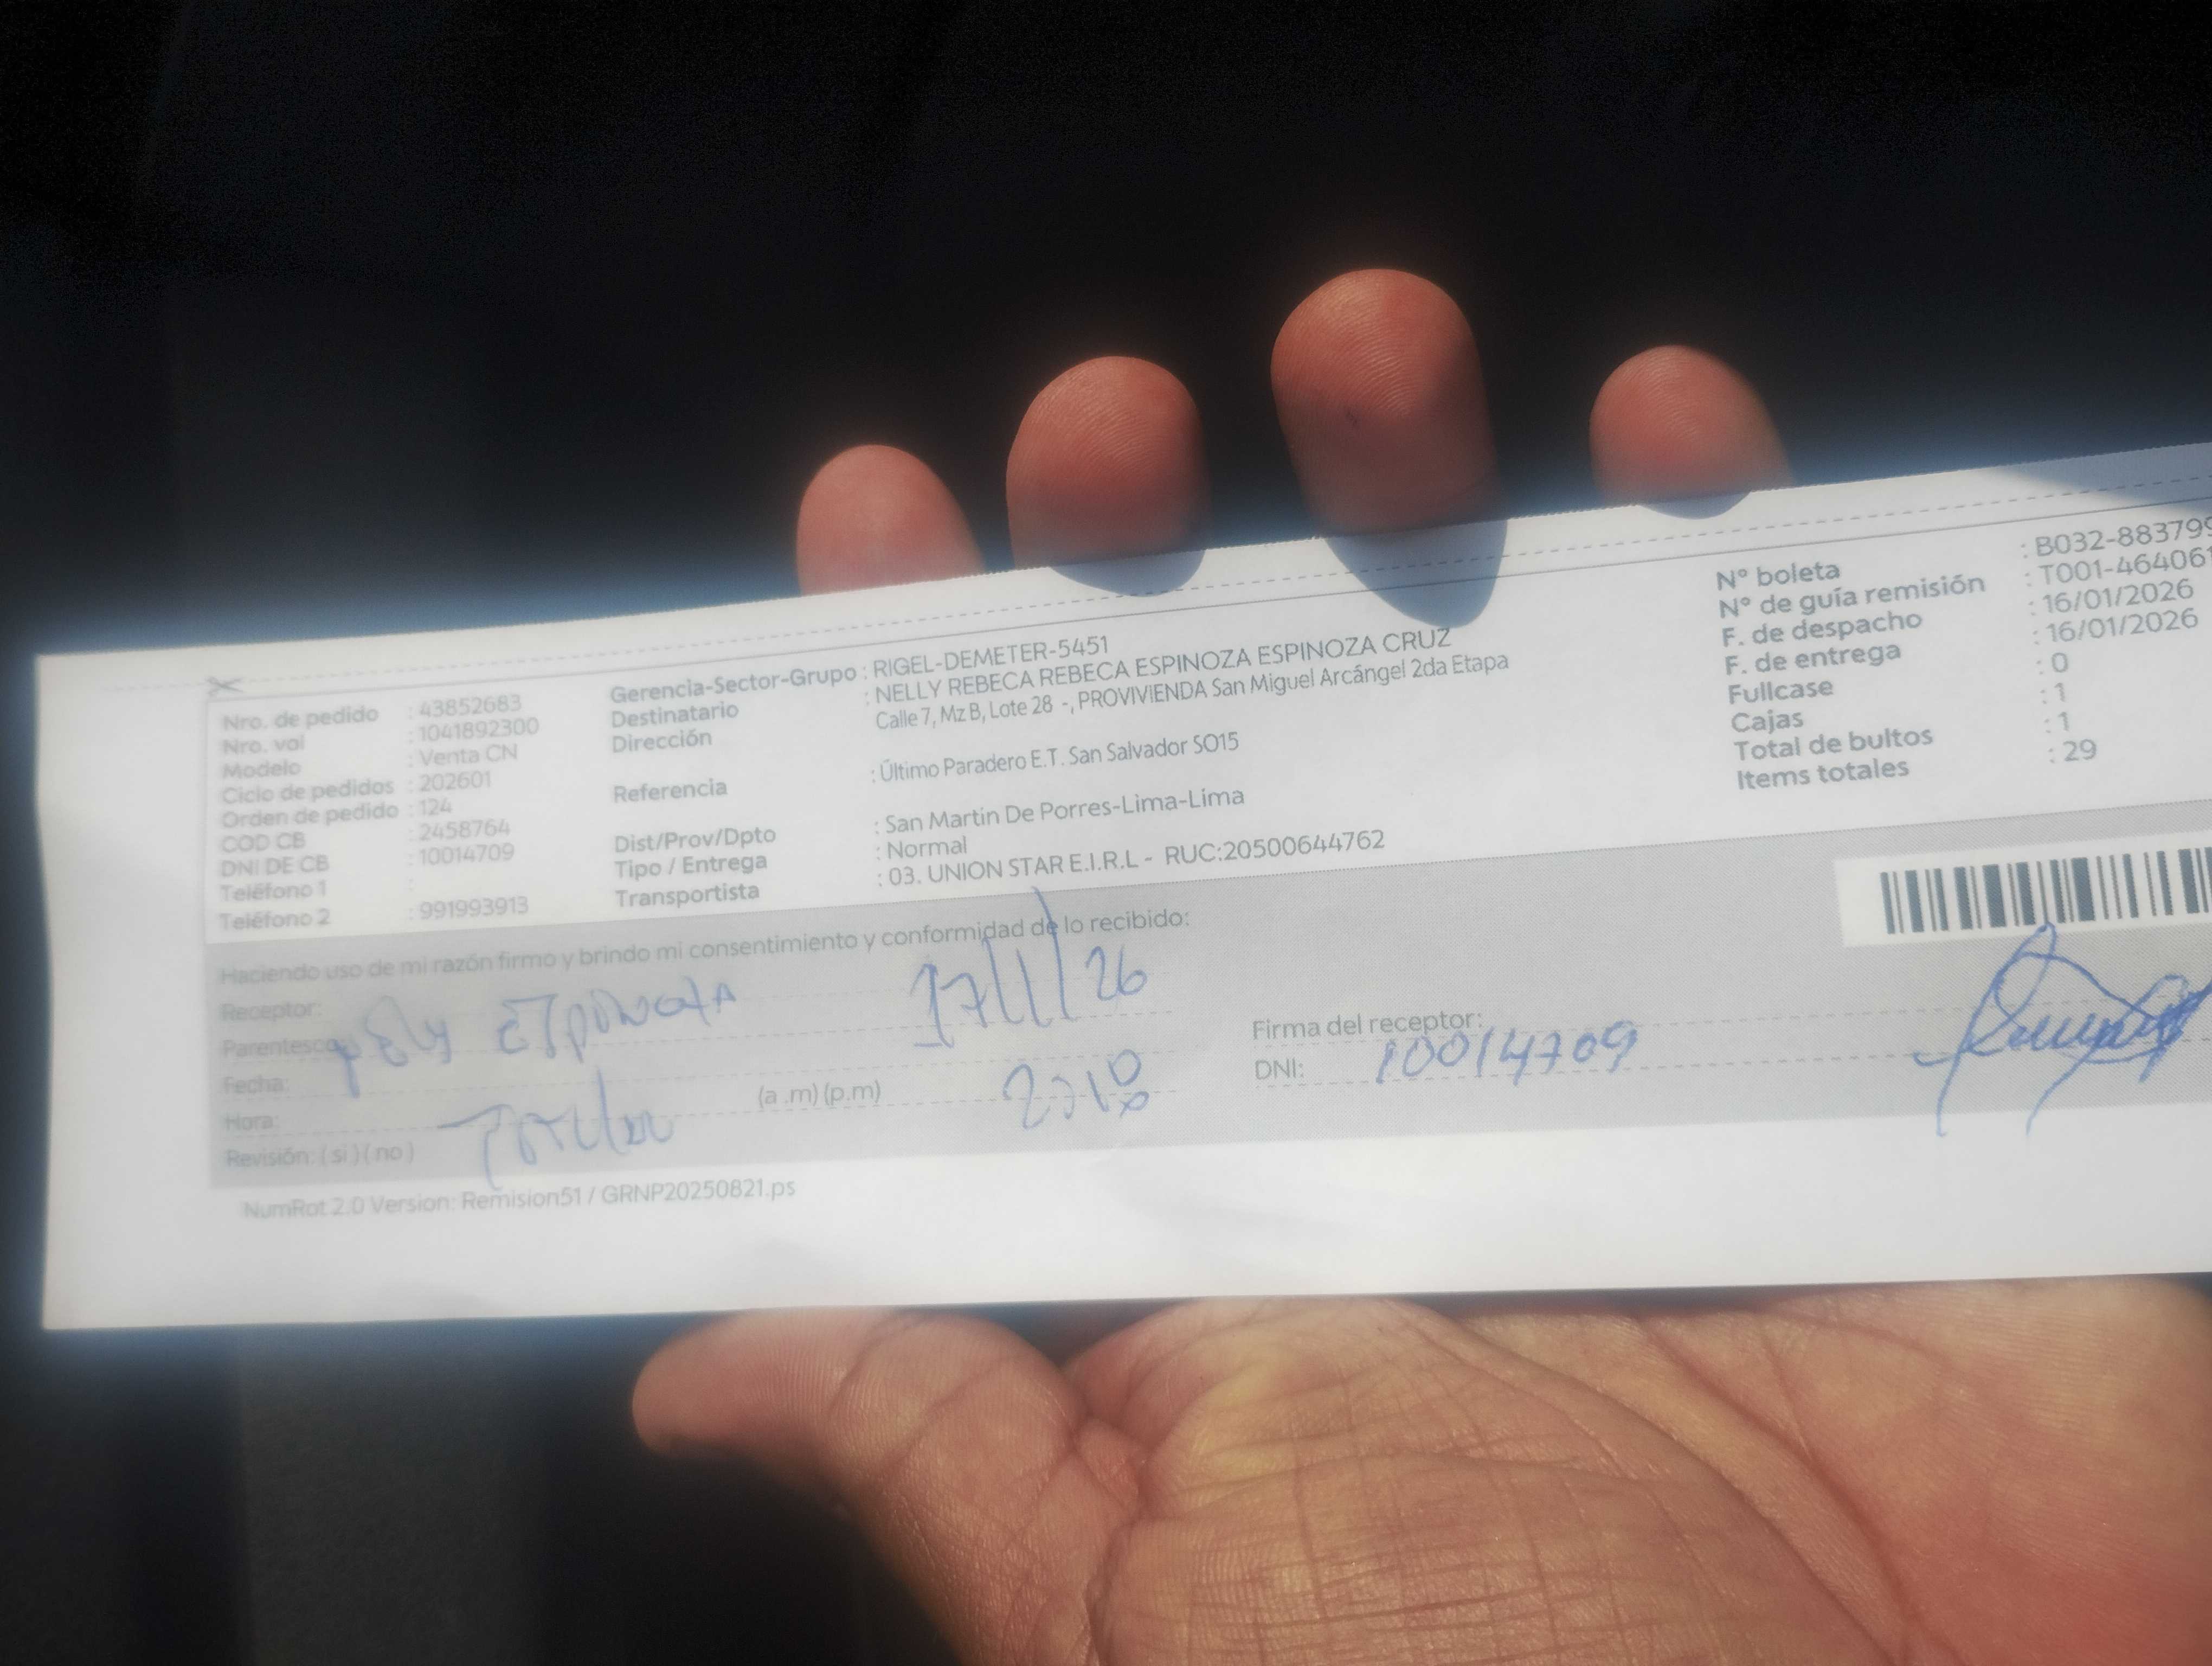 Nro. de pedido : 43852683
Nro. val : 1041892300
Modelo : Venta CN
Ciclo de pedidos : 202601
Orden de pedido : 124
COD CB : 2458764
DNI DE CB : 10014709
Teléfono 1 :
Teléfono 2 : 991993913
Gerencia-Sector-Grupo : RIGEL-DEMETER-5451
Destinatario : NELLY REBECA REBECA ESPINOZA ESPINOZA CRUZ
Dirección Calle 7, Mz B, Lote 28 -, PROVIVIENDA San Miguel Arcángel 2da Etapa
Referencia : Último Paradero E.T. San Salvador SO15
Dist/Prov/Dpto : San Martin De Porres-Lima-Lima
Tipo / Entrega : Normal
Transportista : 03. UNION STAR E.I.R.L - RUC:20500644762
N° boleta : B032-883799
N° de guía remisión : T001-464061
F. de despacho : 16/01/2026
F. de entrega : 16/01/2026
Fullcase : 0
Cajas : 1
Total de bultos : 1
Items totales : 29
Haciendo uso de mi razón firmo y brindo mi consentimiento y conformidad de lo recibido:
Receptor:
Parentesco
Fecha: 17/1/26
Hora: (a .m) (p.m)
Revisión: ( si ) ( no )
Firma del receptor:
DNI: 10014709
NumRot 2.0 Version: Remision51 / GRNP20250821.ps